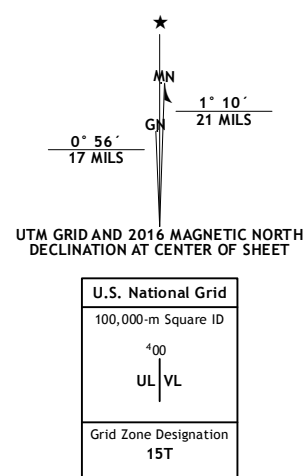 ★
MN
1° 10´
21 MILS
GN
0° 56´
17 MILS
UTM GRID AND 2016 MAGNETIC NORTH
DECLINATION AT CENTER OF SHEET
U.S. National Grid
100,000-m Square ID
⁴00
UL VL
Grid Zone Designation
15T